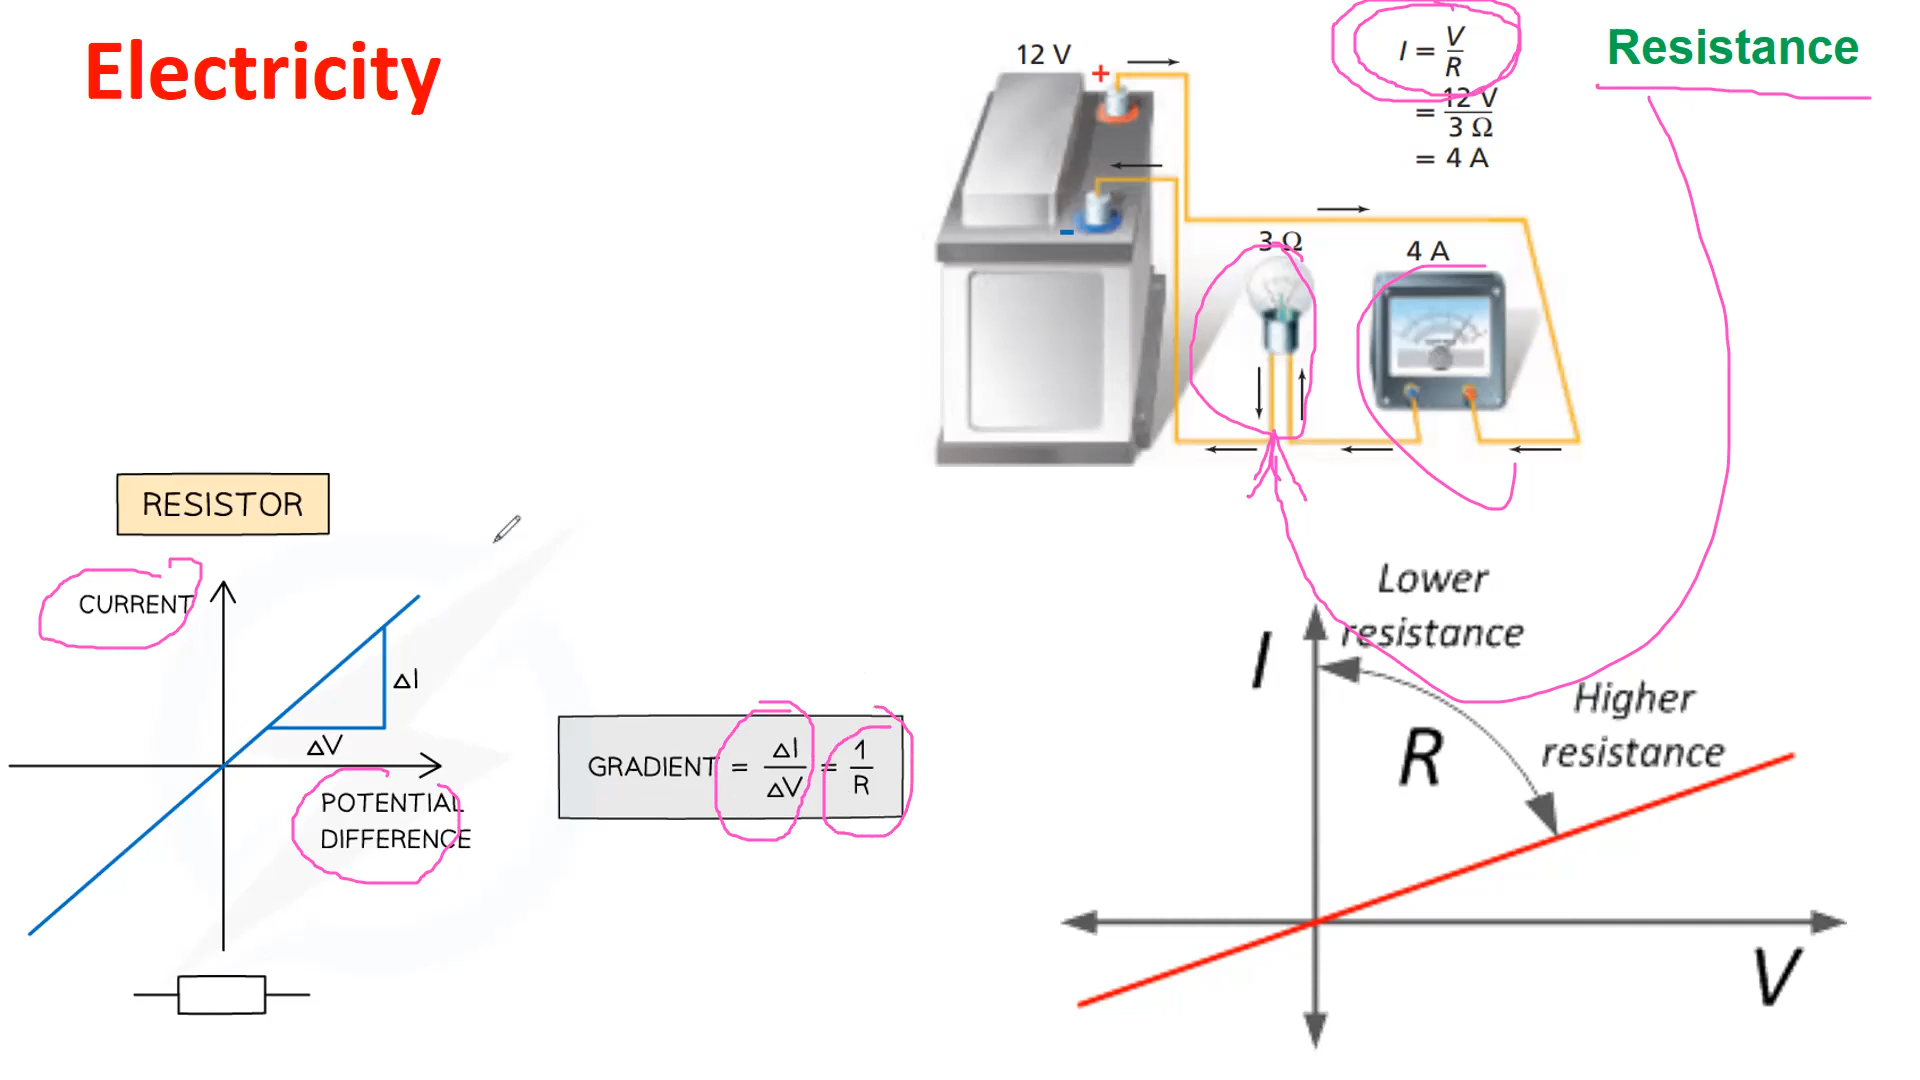 Electricity
12 V
+
-
I = V/R
= 12 V/3 Ω
= 4 A
Resistance
3 Ω
4 A
RESISTOR
CURRENT
ΔI
ΔV
POTENTIAL
DIFFERENCE
GRADIENT = ΔI/ΔV = 1/R
Lower
resistance
I
Higher
resistance
R
V